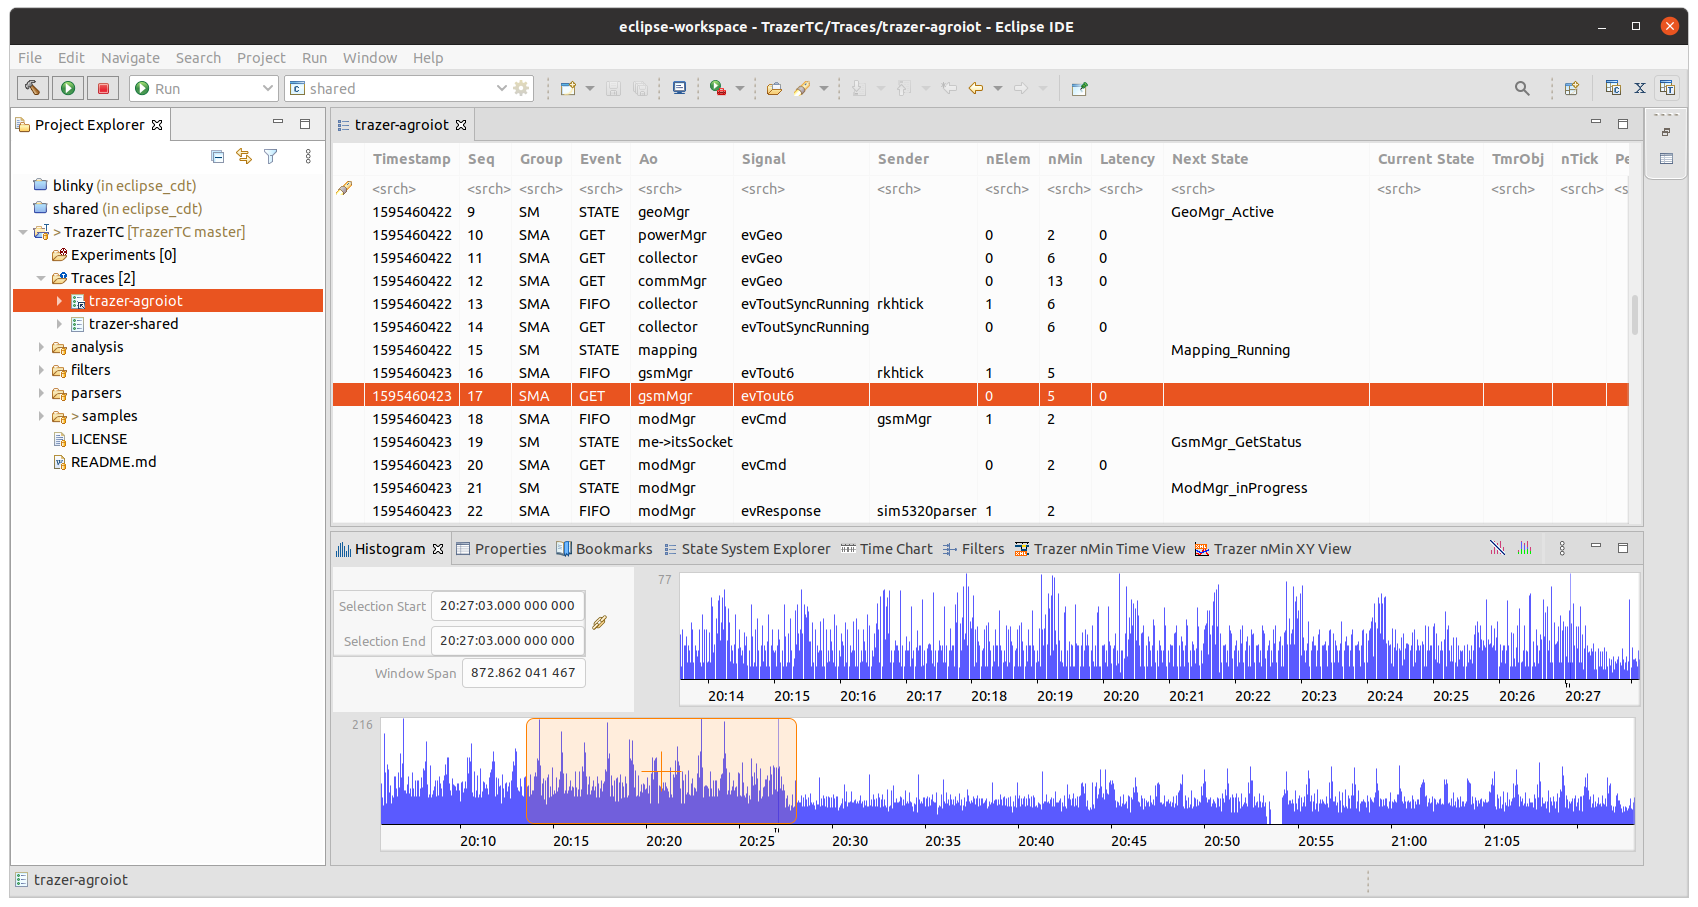 eclipse-workspace - TrazerTC/Traces/trazer-agroiot - Eclipse IDE
File Edit Navigate Search Project Run Window Help
Run shared
Project Explorer
blinky (in eclipse_cdt)
shared (in eclipse_cdt)
> TrazerTC [TrazerTC master]
Experiments [0]
Traces [2]
trazer-agroiot
trazer-shared
analysis
filters
parsers
> samples
LICENSE
README.md
trazer-agroiot
Timestamp Seq Group Event Ao Signal Sender nElem nMin Latency Next State Current State TmrObj nTick Pe
<srch> <srch> <srch> <srch> <srch> <srch> <srch> <srch> <srch> <srch> <srch> <srch> <srch> <srch> <s
1595460422 9 SM STATE geoMgr GeoMgr_Active
1595460422 10 SMA GET powerMgr evGeo 0 2 0
1595460422 11 SMA GET collector evGeo 0 6 0
1595460422 12 SMA GET commMgr evGeo 0 13 0
1595460422 13 SMA FIFO collector evToutSyncRunning rkhtick 1 6
1595460422 14 SMA GET collector evToutSyncRunning 0 6 0
1595460422 15 SM STATE mapping Mapping_Running
1595460423 16 SMA FIFO gsmMgr evTout6 rkhtick 1 5
1595460423 17 SMA GET gsmMgr evTout6 0 5 0
1595460423 18 SMA FIFO modMgr evCmd gsmMgr 1 2
1595460423 19 SM STATE me->itsSocket GsmMgr_GetStatus
1595460423 20 SMA GET modMgr evCmd 0 2 0
1595460423 21 SM STATE modMgr ModMgr_inProgress
1595460423 22 SMA FIFO modMgr evResponse sim5320parser 1 2
Histogram Properties Bookmarks State System Explorer Time Chart Filters Trazer nMin Time View Trazer nMin XY View
Selection Start 20:27:03.000 000 000
Selection End 20:27:03.000 000 000
Window Span 872.862 041 467
77
20:14 20:15 20:16 20:17 20:18 20:19 20:20 20:21 20:22 20:23 20:24 20:25 20:26 20:27
216
20:10 20:15 20:20 20:25 20:30 20:35 20:40 20:45 20:50 20:55 21:00 21:05
trazer-agroiot